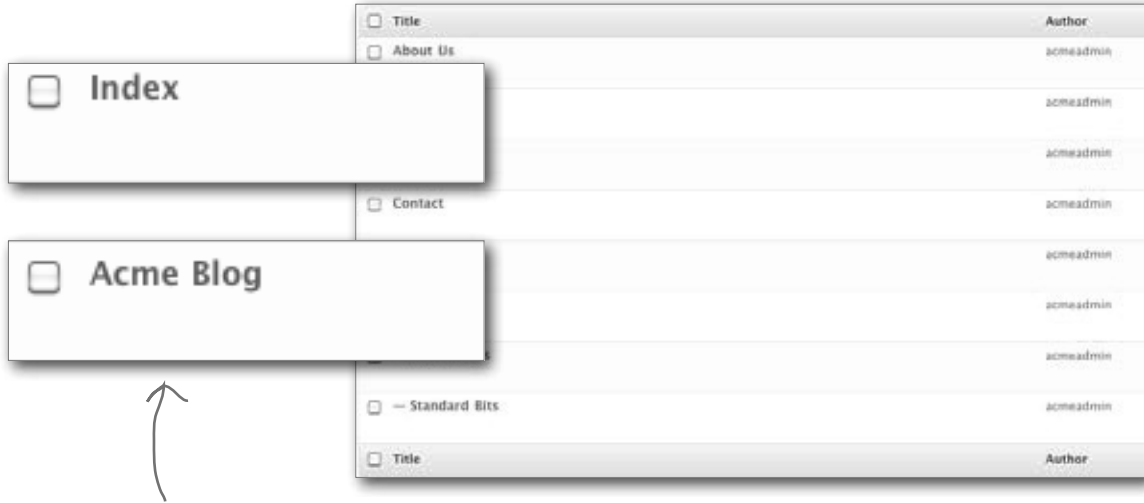 Title Author
About Us acmeadmin
Index
acmeadmin
acmeadmin
Contact acmeadmin
Acme Blog
acmeadmin
acmeadmin
acmeadmin
— Standard Bits acmeadmin
Title Author